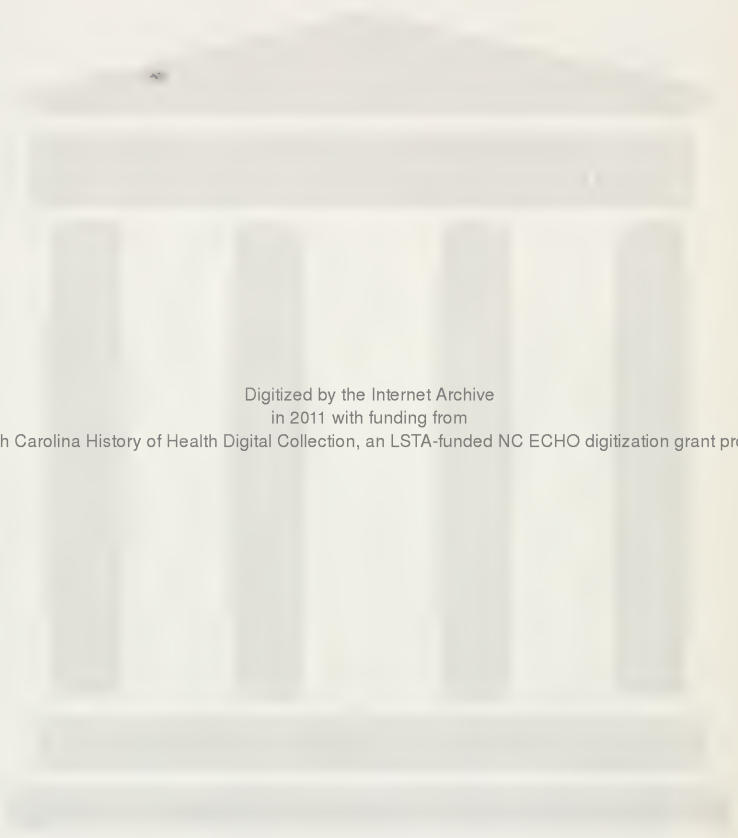 Digitized by the Internet Archive
in 2011 with funding from
h Carolina History of Health Digital Collection, an LSTA-funded NC ECHO digitization grant pro